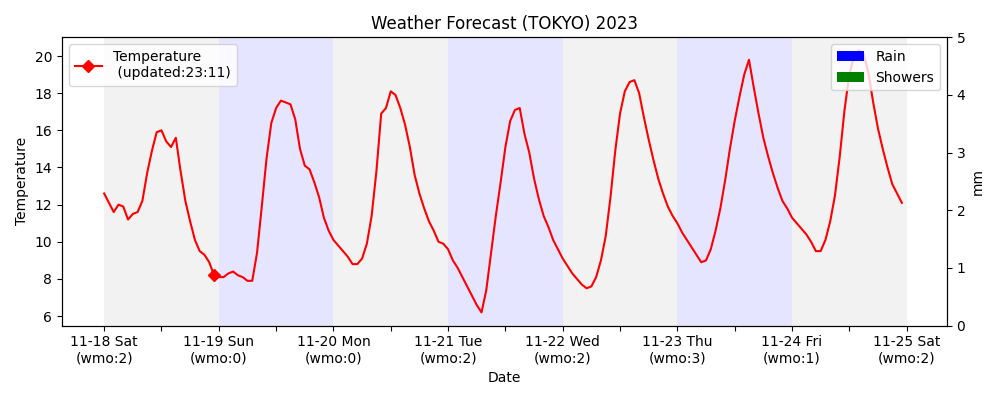 Weather Forecast (TOKYO) 2023
Temperature
(updated:23:11)
Rain
Showers
20
18
16
14
12
10
8
6
Temperature
5
4
3
2
1
0
mm
11-18 Sat
(wmo:2)
11-19 Sun
(wmo:0)
11-20 Mon
(wmo:0)
11-21 Tue
(wmo:2)
11-22 Wed
(wmo:2)
11-23 Thu
(wmo:3)
11-24 Fri
(wmo:1)
11-25 Sat
(wmo:2)
Date